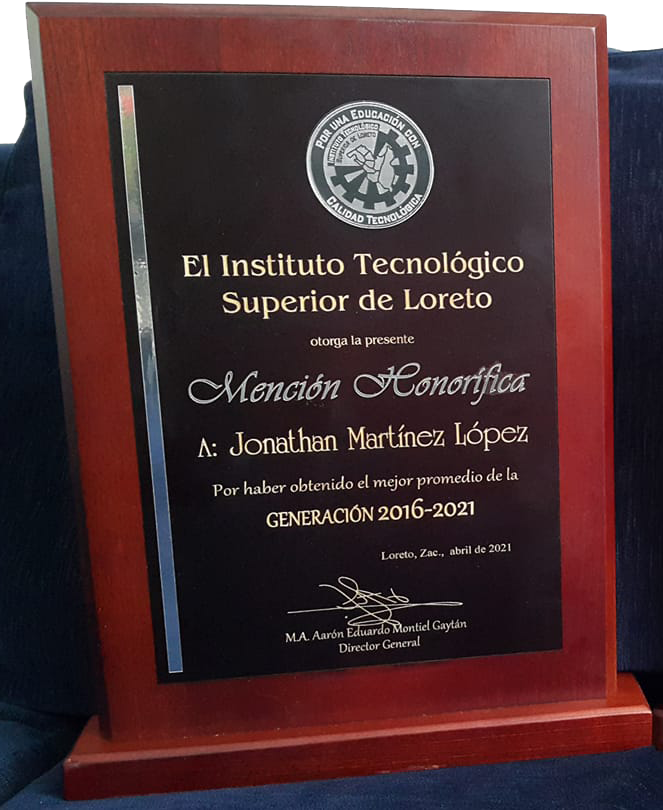 POR UNA EDUCACIÓN CON
INSTITUTO TECNOLÓGICO
SUPERIOR DE LORETO
CALIDAD TECNOLÓGICA
El Instituto Tecnológico
Superior de Loreto
otorga la presente
Mención Honorífica
A: Jonathan Martínez López
Por haber obtenido el mejor promedio de la
GENERACIÓN 2016-2021
Loreto, Zac., abril de 2021
M.A. Aarón Eduardo Montiel Gaytán
Director General